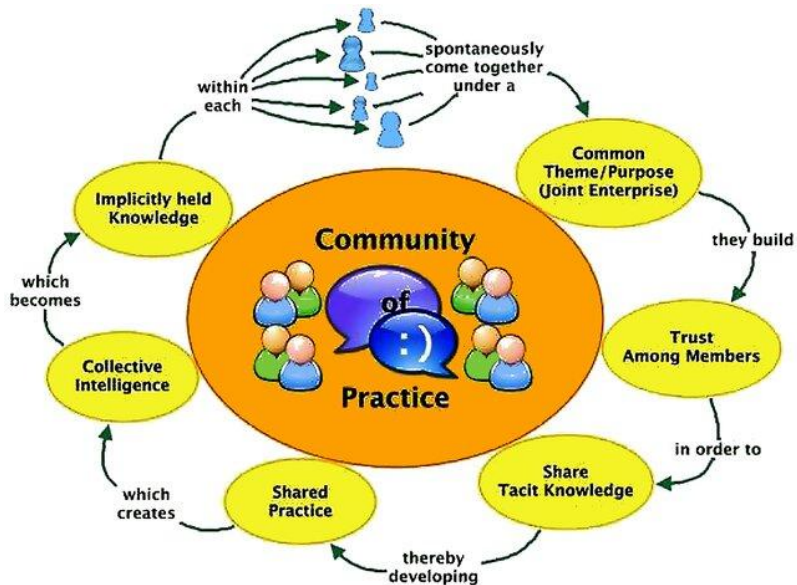 within
each
spontaneously
come together
under a
Common
Theme/Purpose
(Joint Enterprise)
they build
Trust
Among Members
in order to
Share
Tacit Knowledge
thereby
developing
Shared
Practice
which
creates
Collective
Intelligence
which
becomes
Implicitly held
Knowledge
Community
of
:)
Practice